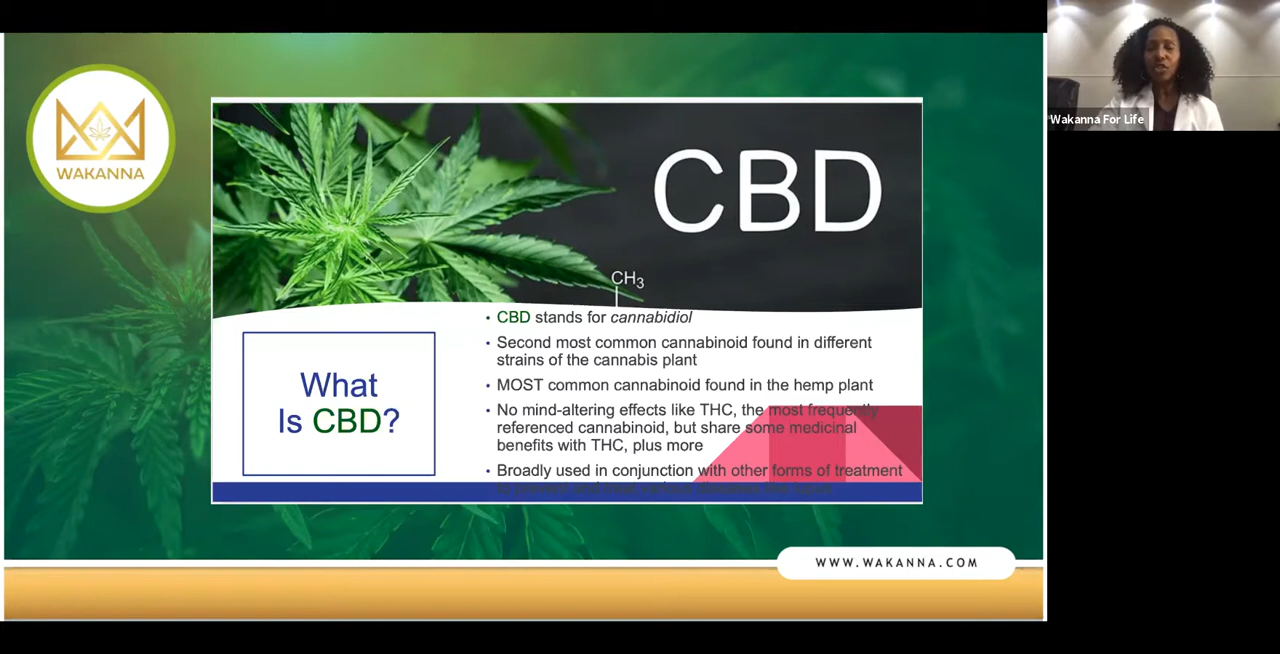 WAKANNA
CBD
CH3
What
Is CBD?
• CBD stands for cannabidiol
• Second most common cannabinoid found in different
strains of the cannabis plant
• MOST common cannabinoid found in the hemp plant
• No mind-altering effects like THC, the most frequently
referenced cannabinoid, but share some medicinal
benefits with THC, plus more
• Broadly used in conjunction with other forms of treatment
WWW.WAKANNA.COM
Wakanna For Life